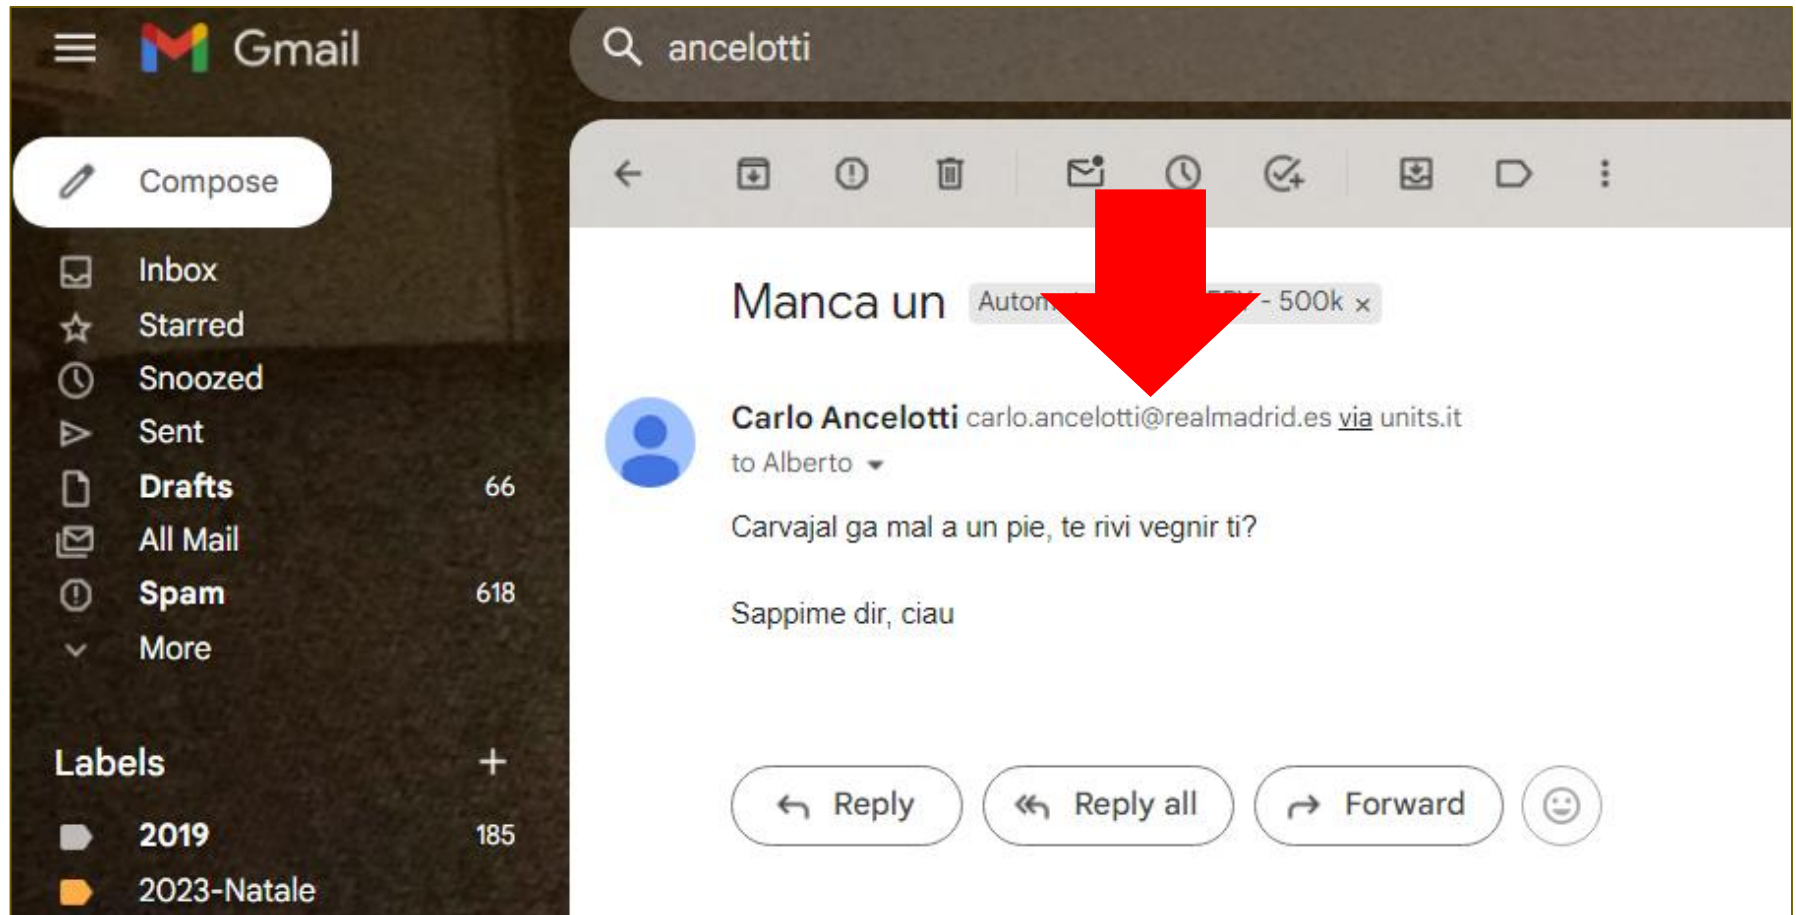 Gmail
ancelotti
Compose
Inbox
Starred
Snoozed
Sent
Drafts 66
All Mail
Spam 618
More
Labels +
2019 185
2023-Natale
Manca un
- 500k ×
Carlo Ancelotti carlo.ancelotti@realmadrid.es via units.it
to Alberto
Carvajal ga mal a un pie, te rivi vegnir ti?
Sappime dir, ciau
Reply
Reply all
Forward